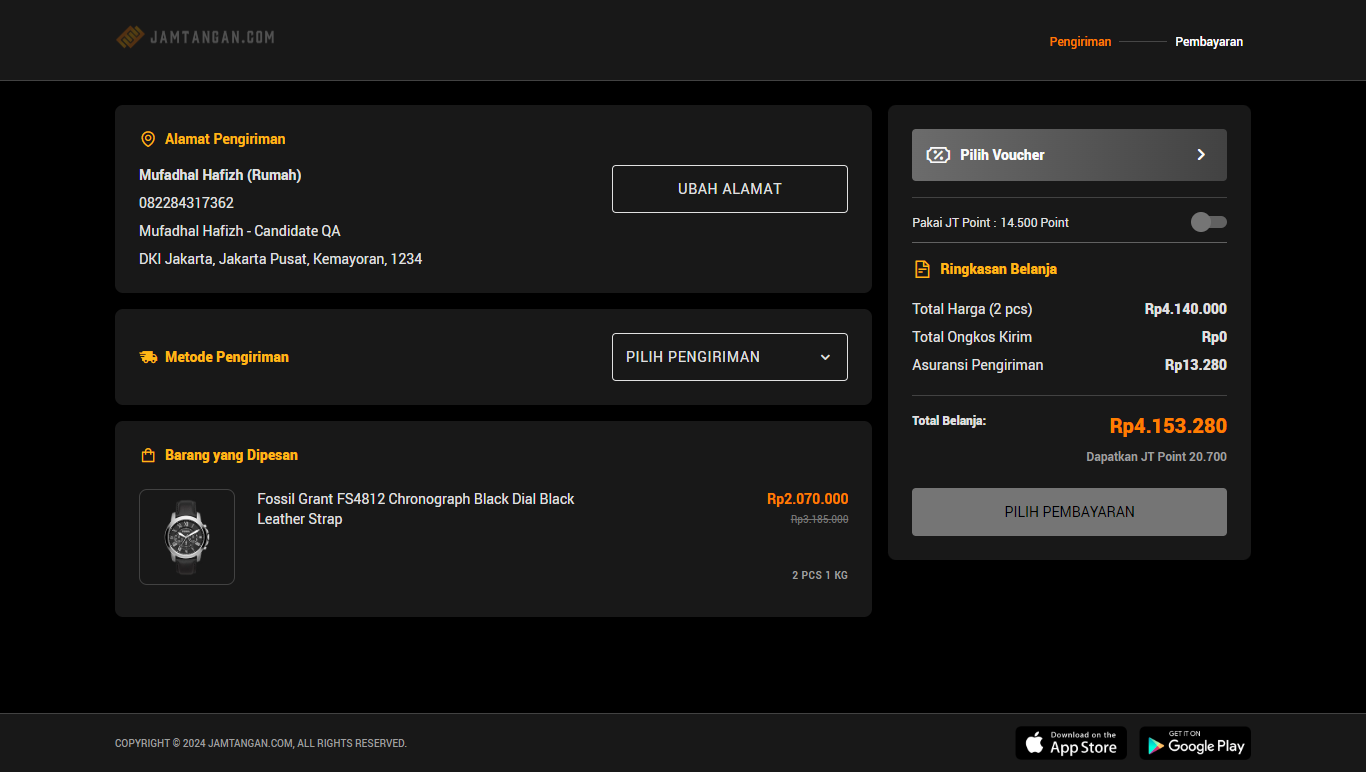 JAMTANGAN.COM
Pengiriman
Pembayaran
Alamat Pengiriman
Mufadhal Hafizh (Rumah)
082284317362
Mufadhal Hafizh - Candidate QA
DKI Jakarta, Jakarta Pusat, Kemayoran, 1234
UBAH ALAMAT
Metode Pengiriman
PILIH PENGIRIMAN
Barang yang Dipesan
Fossil Grant FS4812 Chronograph Black Dial Black
Leather Strap
Rp2.070.000
Rp3.185.000
2 PCS 1 KG
Pilih Voucher
Pakai JT Point : 14.500 Point
Ringkasan Belanja
Total Harga (2 pcs) Rp4.140.000
Total Ongkos Kirim Rp0
Asuransi Pengiriman Rp13.280
Total Belanja: Rp4.153.280
Dapatkan JT Point 20.700
PILIH PEMBAYARAN
COPYRIGHT © 2024 JAMTANGAN.COM, ALL RIGHTS RESERVED.
Download on the
App Store
GET IT ON
Google Play